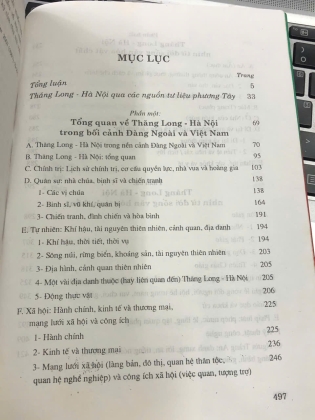 MỤC LỤC
Trang
Tổng luận 5
Thăng Long - Hà Nội qua các nguồn tư liệu phương Tây 33
Phần một:
Tổng quan về Thăng Long - Hà Nội 69
trong bối cảnh Đàng Ngoài và Việt Nam
A. Thăng Long - Hà Nội trong nền cảnh Đàng Ngoài và Việt Nam 70
B. Thăng Long - Hà Nội: tổng quan 95
C. Chính trị: Lịch sử chính trị, cơ cấu quyền lực, nhà vua và hoàng gia 103
D. Quân sự: nhà chúa, binh sĩ và chiến tranh 138
1- Các vị chúa 138
2- Binh sĩ, vũ khí, quân bị 164
3- Chiến tranh, đình chiến và hòa bình 191
E. Tự nhiên: Khí hậu, tài nguyên thiên nhiên, cảnh quan, địa danh 194
1- Khí hậu, thời tiết, thời vụ 194
2- Sông núi, rừng biển, khoáng sản, tài nguyên thiên nhiên 203
3- Địa hình, cảnh quan thiên nhiên 205
4- Một vài địa danh thuộc (hay liên quan đến) Thăng Long - Hà Nội 205
5- Động thực vật 206
F. Xã hội: Hành chính, kinh tế và thương mại,
mạng lưới xã hội và công ích 225
1- Hành chính 225
2- Kinh tế và thương mại 236
3- Mạng lưới xã hội (làng bản, đô thị, quan hệ thân tộc, 246
quan hệ nghề nghiệp) và công ích xã hội (việc quan, tượng trợ)
497